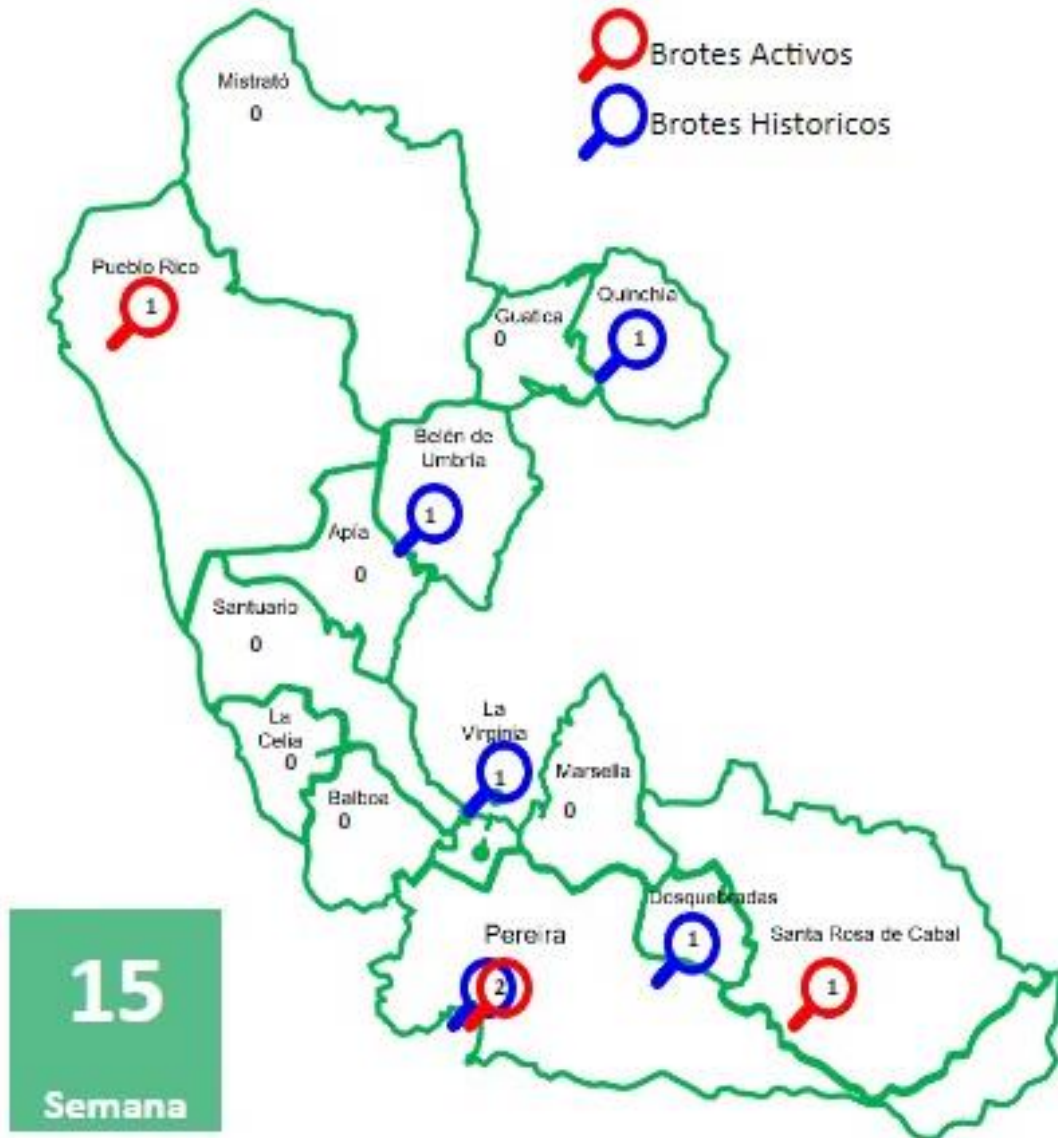 Brotes Activos
Brotes Historicos
Mistrató
0
Pueblo Rico
1
Guatica
0
Quinchia
1
Belén de
Umbría
1
Apía
0
Santuario
0
La
Celia
0
Balboa
0
La
Virginia
1
Marsella
0
Dosquebradas
1
Pereira
2
Santa Rosa de Cabal
1
15
Semana